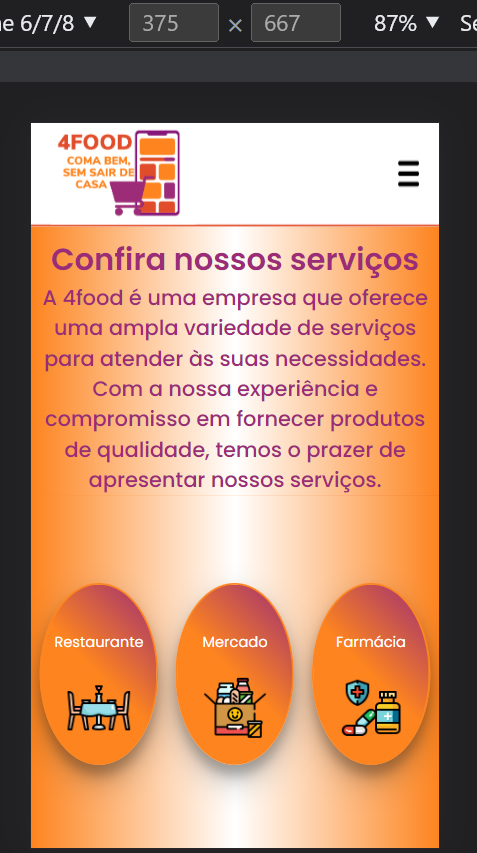 ne 6/7/8 ▼ 375 × 667 87% ▼ Se
4FOOD
COMA BEM,
SEM SAIR DE
CASA
Confira nossos serviços
A 4food é uma empresa que oferece
uma ampla variedade de serviços
para atender às suas necessidades.
Com a nossa experiência e
compromisso em fornecer produtos
de qualidade, temos o prazer de
apresentar nossos serviços.
Restaurante Mercado Farmácia